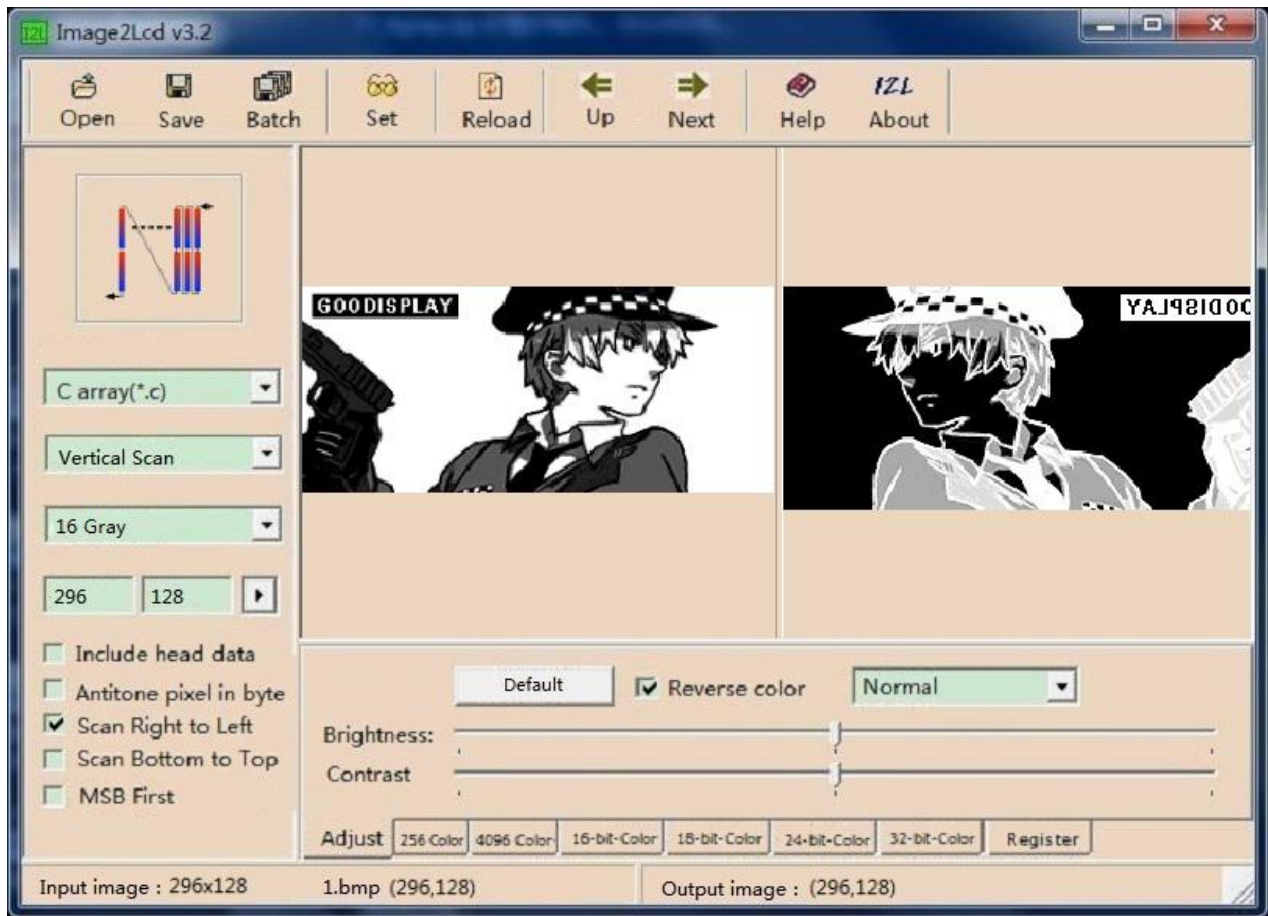 I2L Image2Lcd v3.2
Open Save Batch Set Reload Up Next Help I2L About
GOODISPLAY
YAJPSIDOO
C array(*.c)
Vertical Scan
16 Gray
296 128
Include head data
Antitone pixel in byte
Scan Right to Left
Scan Bottom to Top
MSB First
Default Reverse color Normal
Brightness:
Contrast
Adjust 256 Color 4096 Color 16-bit-Color 18-bit-Color 24-bit-Color 32-bit-Color Register
Input image : 296x128 1.bmp (296,128) Output image : (296,128)